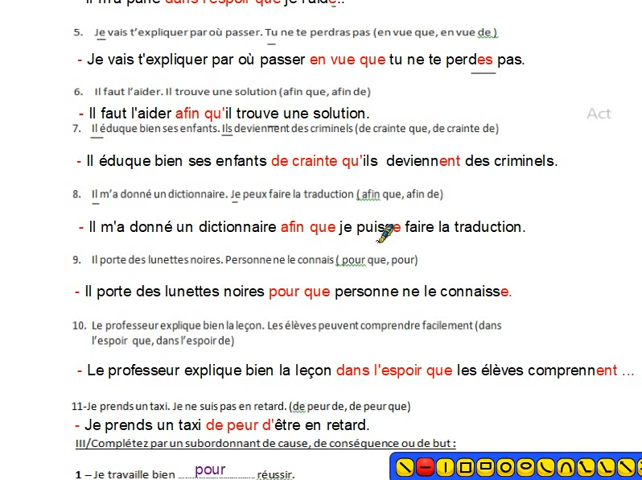 Il m'a parlé dans l'espoir que je l'aide..
5. Je vais t'expliquer par où passer. Tu ne te perdras pas (en vue que, en vue de )
- Je vais t'expliquer par où passer en vue que tu ne te perdes pas.
6. Il faut l'aider. Il trouve une solution (afin que, afin de)
- Il faut l'aider afin qu'il trouve une solution.
Act
7. Il éduque bien ses enfants. Ils deviennent des criminels (de crainte que, de crainte de)
- Il éduque bien ses enfants de crainte qu'ils deviennent des criminels.
8. Il m'a donné un dictionnaire. Je peux faire la traduction ( afin que, afin de)
- Il m'a donné un dictionnaire afin que je puisse faire la traduction.
9. Il porte des lunettes noires. Personne ne le connais ( pour que, pour)
- Il porte des lunettes noires pour que personne ne le connaisse.
10. Le professeur explique bien la leçon. Les élèves peuvent comprendre facilement (dans
l'espoir que, dans l'espoir de)
- Le professeur explique bien la leçon dans l'espoir que les élèves comprennent ...
11-Je prends un taxi. Je ne suis pas en retard. (de peur de, de peur que)
- Je prends un taxi de peur d'être en retard.
III/Complétez par un subordonnant de cause, de conséquence ou de but :
1 – Je travaille bien ..... pour ..... réussir.